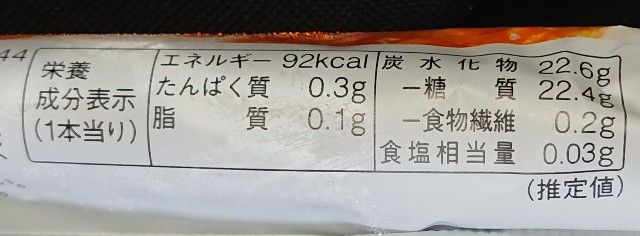 44
栄養
成分表示
(1本当り)
エネルギー 92kcal
たんぱく質 0.3g
脂質 0.1g
炭水化物 22.6g
－糖質 22.4g
－食物繊維 0.2g
食塩相当量 0.03g
(推定値)